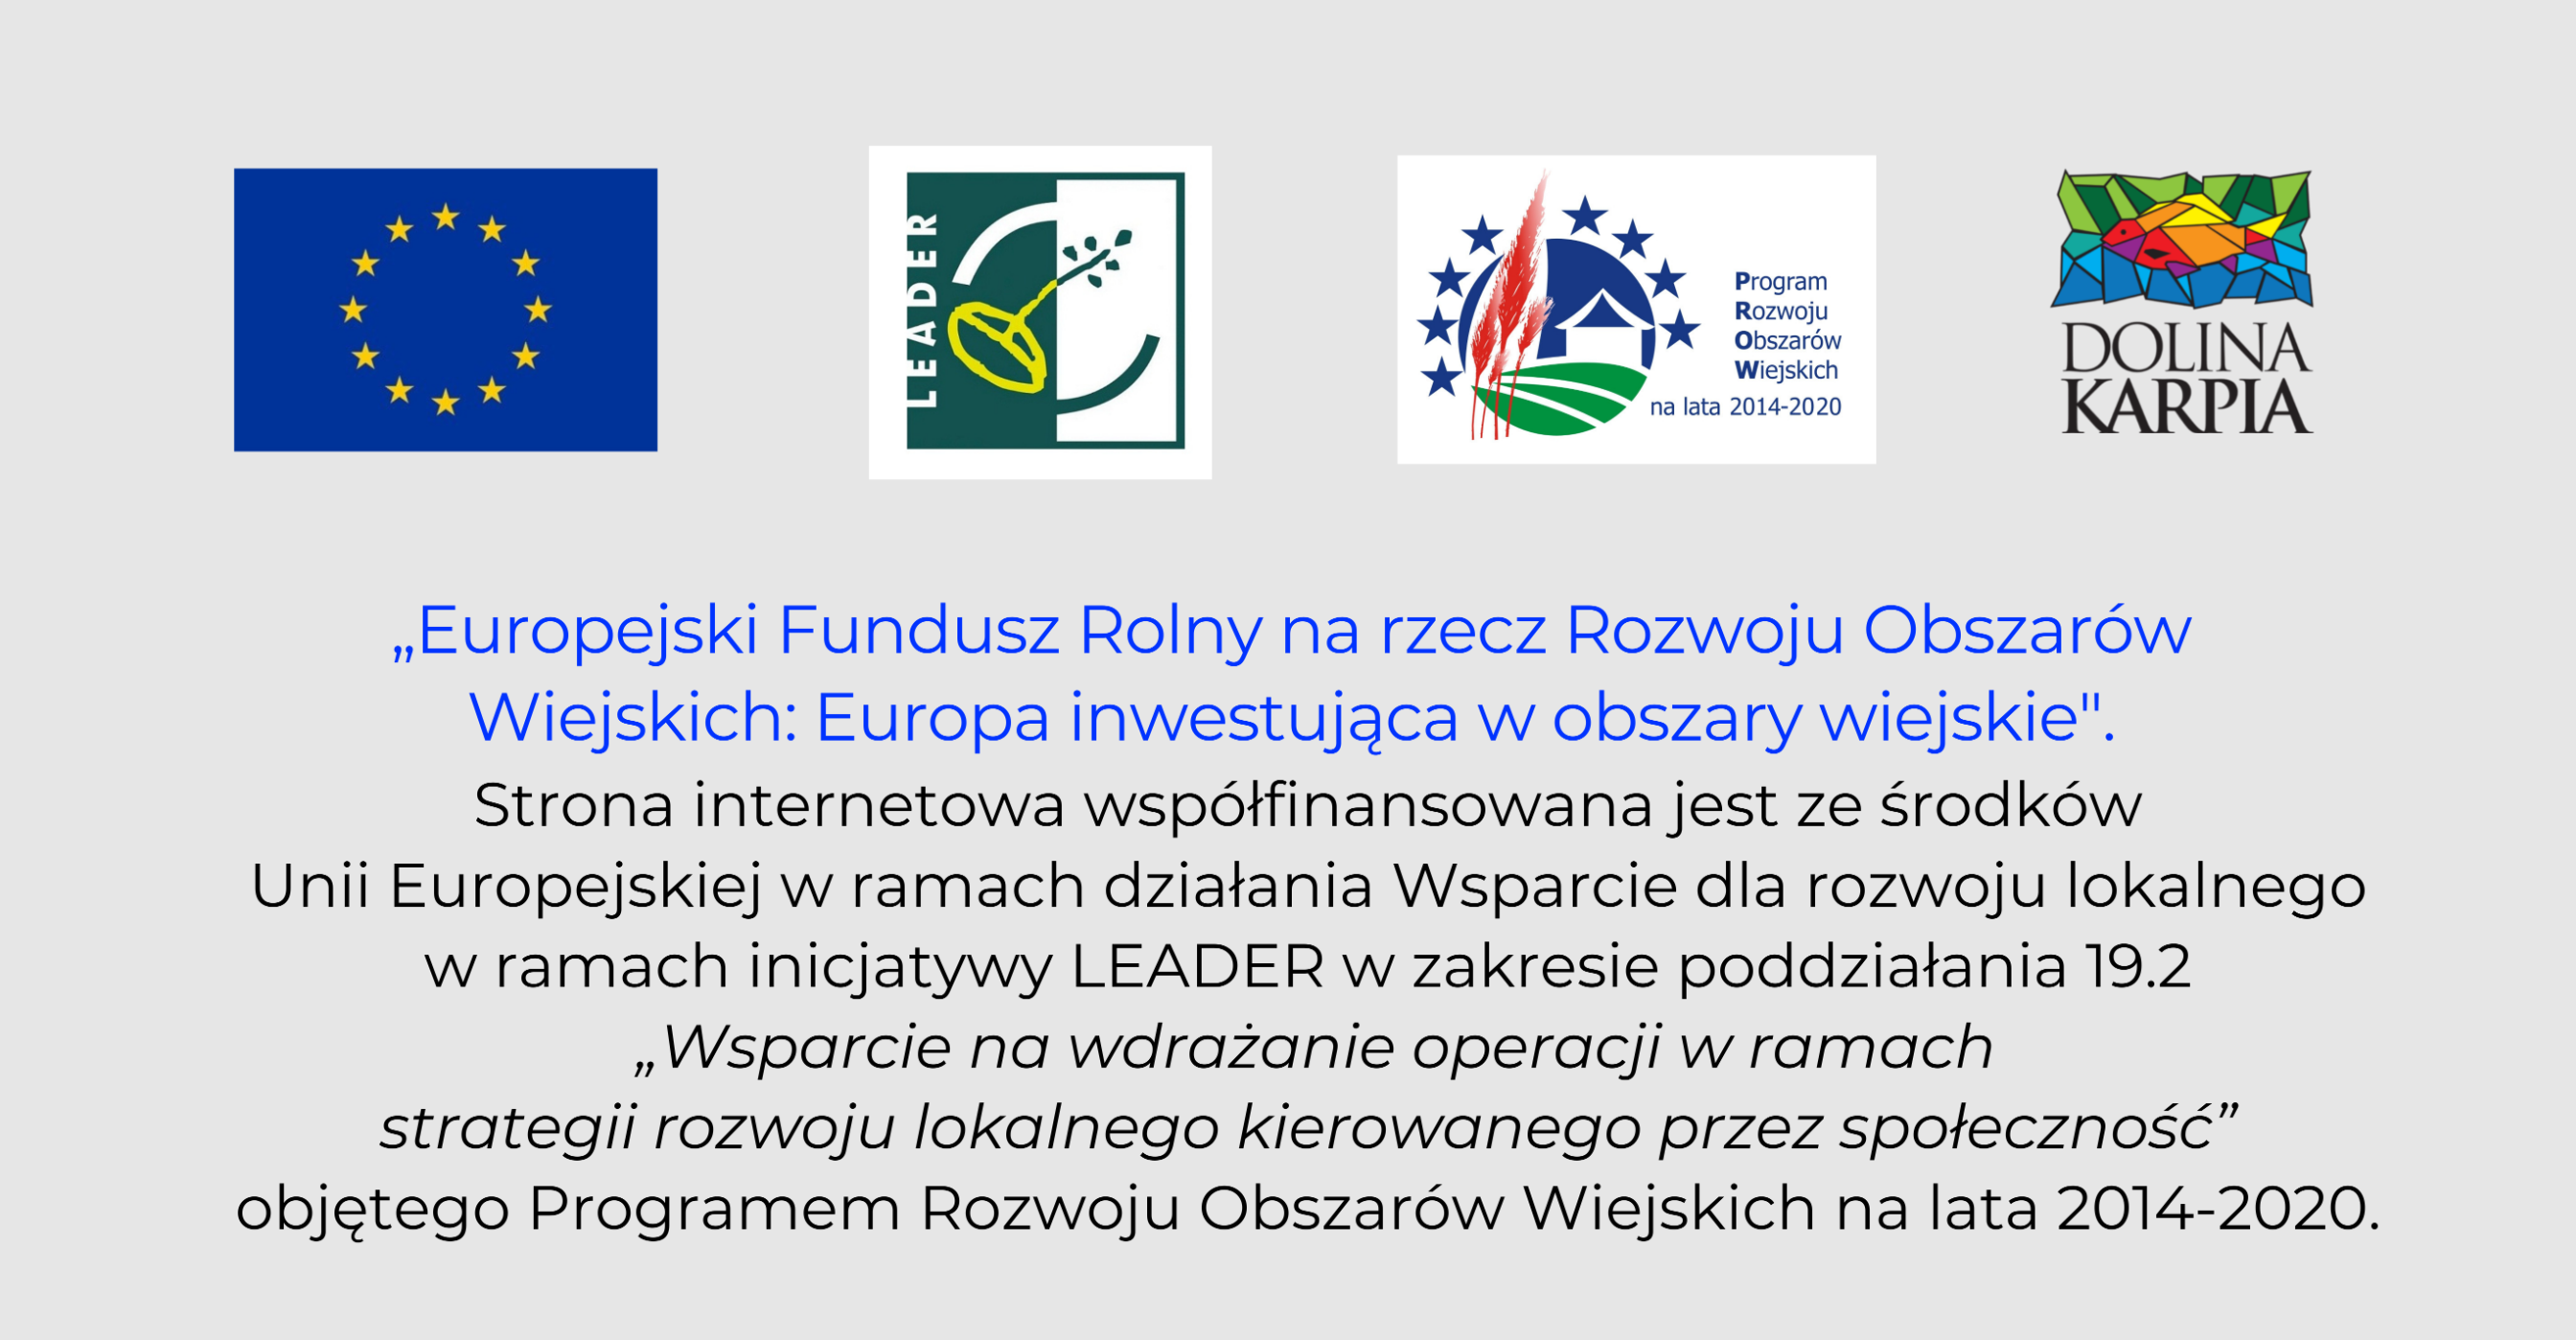 LEADER
Program
Rozwoju
Obszarów
Wiejskich
na lata 2014-2020
DOLINA
KARPIA
„Europejski Fundusz Rolny na rzecz Rozwoju Obszarów
Wiejskich: Europa inwestująca w obszary wiejskie".
Strona internetowa współfinansowana jest ze środków
Unii Europejskiej w ramach działania Wsparcie dla rozwoju lokalnego
w ramach inicjatywy LEADER w zakresie poddziałania 19.2
„Wsparcie na wdrażanie operacji w ramach
strategii rozwoju lokalnego kierowanego przez społeczność”
objętego Programem Rozwoju Obszarów Wiejskich na lata 2014-2020.